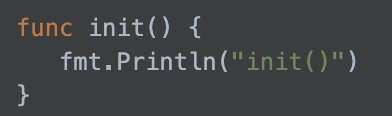 func init() {
    fmt.Println("init()")
}